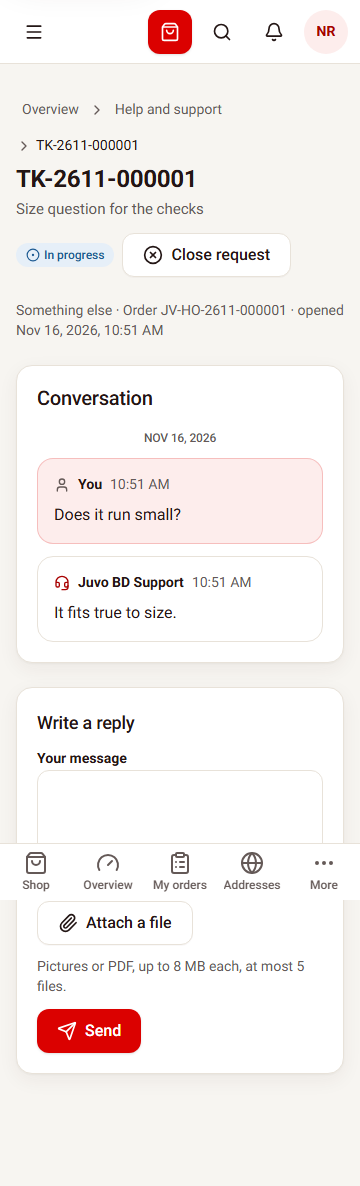 NR
Overview
Help and support
TK-2611-000001
TK-2611-000001
Size question for the checks
In progress
Close request
Something else · Order JV-HO-2611-000001 · opened
Nov 16, 2026, 10:51 AM
Conversation
NOV 16, 2026
You 10:51 AM
Does it run small?
Juvo BD Support 10:51 AM
It fits true to size.
Write a reply
Your message
Shop
Overview
My orders
Addresses
More
Attach a file
Pictures or PDF, up to 8 MB each, at most 5
files.
Send